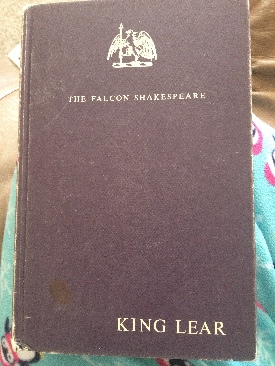 THE FALCON SHAKESPEARE
KING LEAR